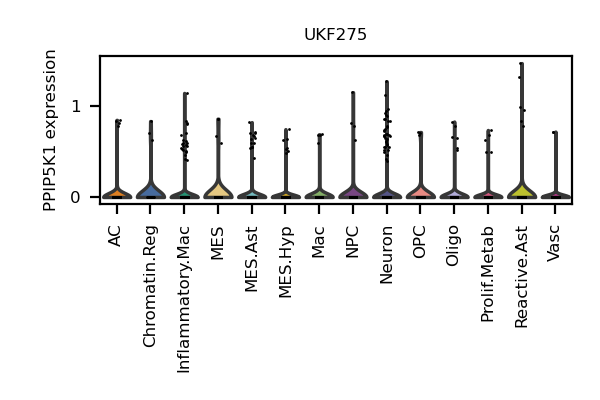 UKF275
PPIP5K1 expression
1
0
AC
Chromatin.Reg
Inflammatory.Mac
MES
MES.Ast
MES.Hyp
Mac
NPC
Neuron
OPC
Oligo
Prolif.Metab
Reactive.Ast
Vasc